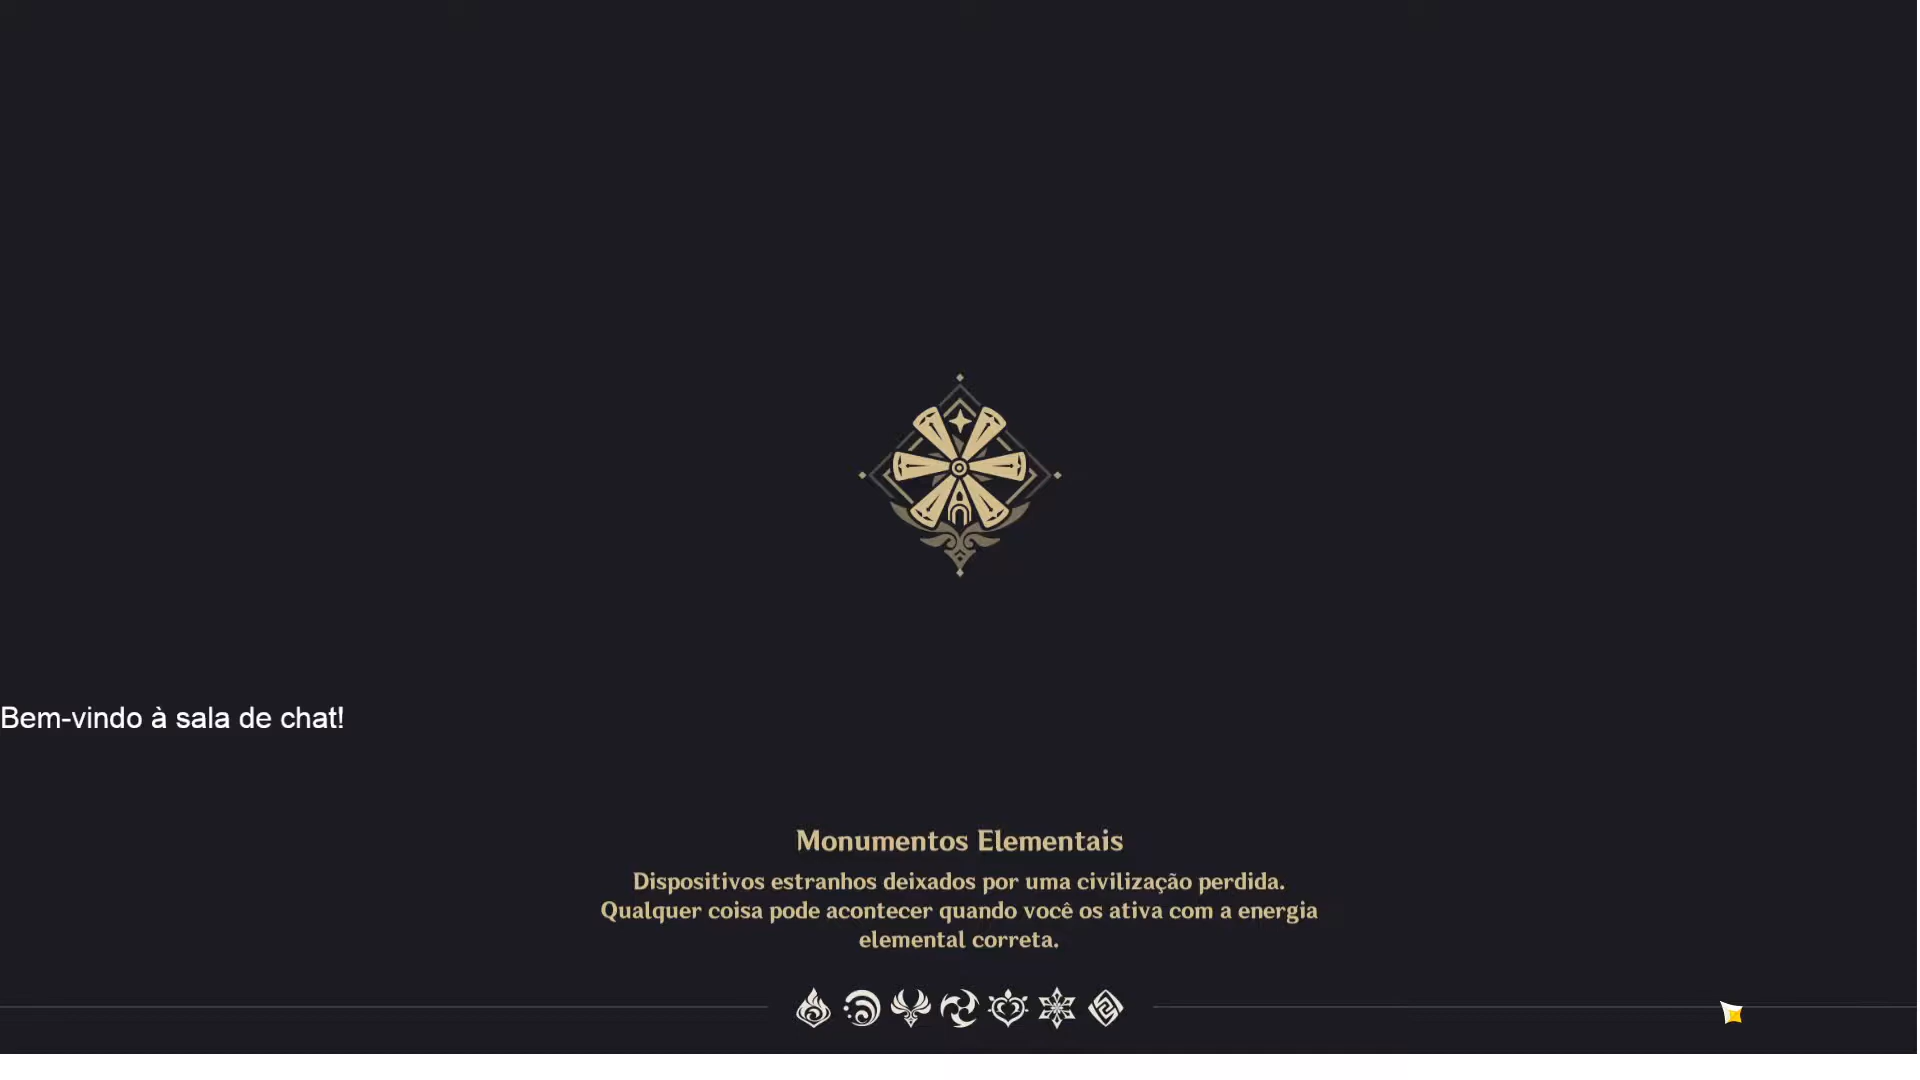 Bem-vindo à sala de chat!
Monumentos Elementais
Dispositivos estranhos deixados por uma civilização perdida.
Qualquer coisa pode acontecer quando você os ativa com a energia
elemental correta.